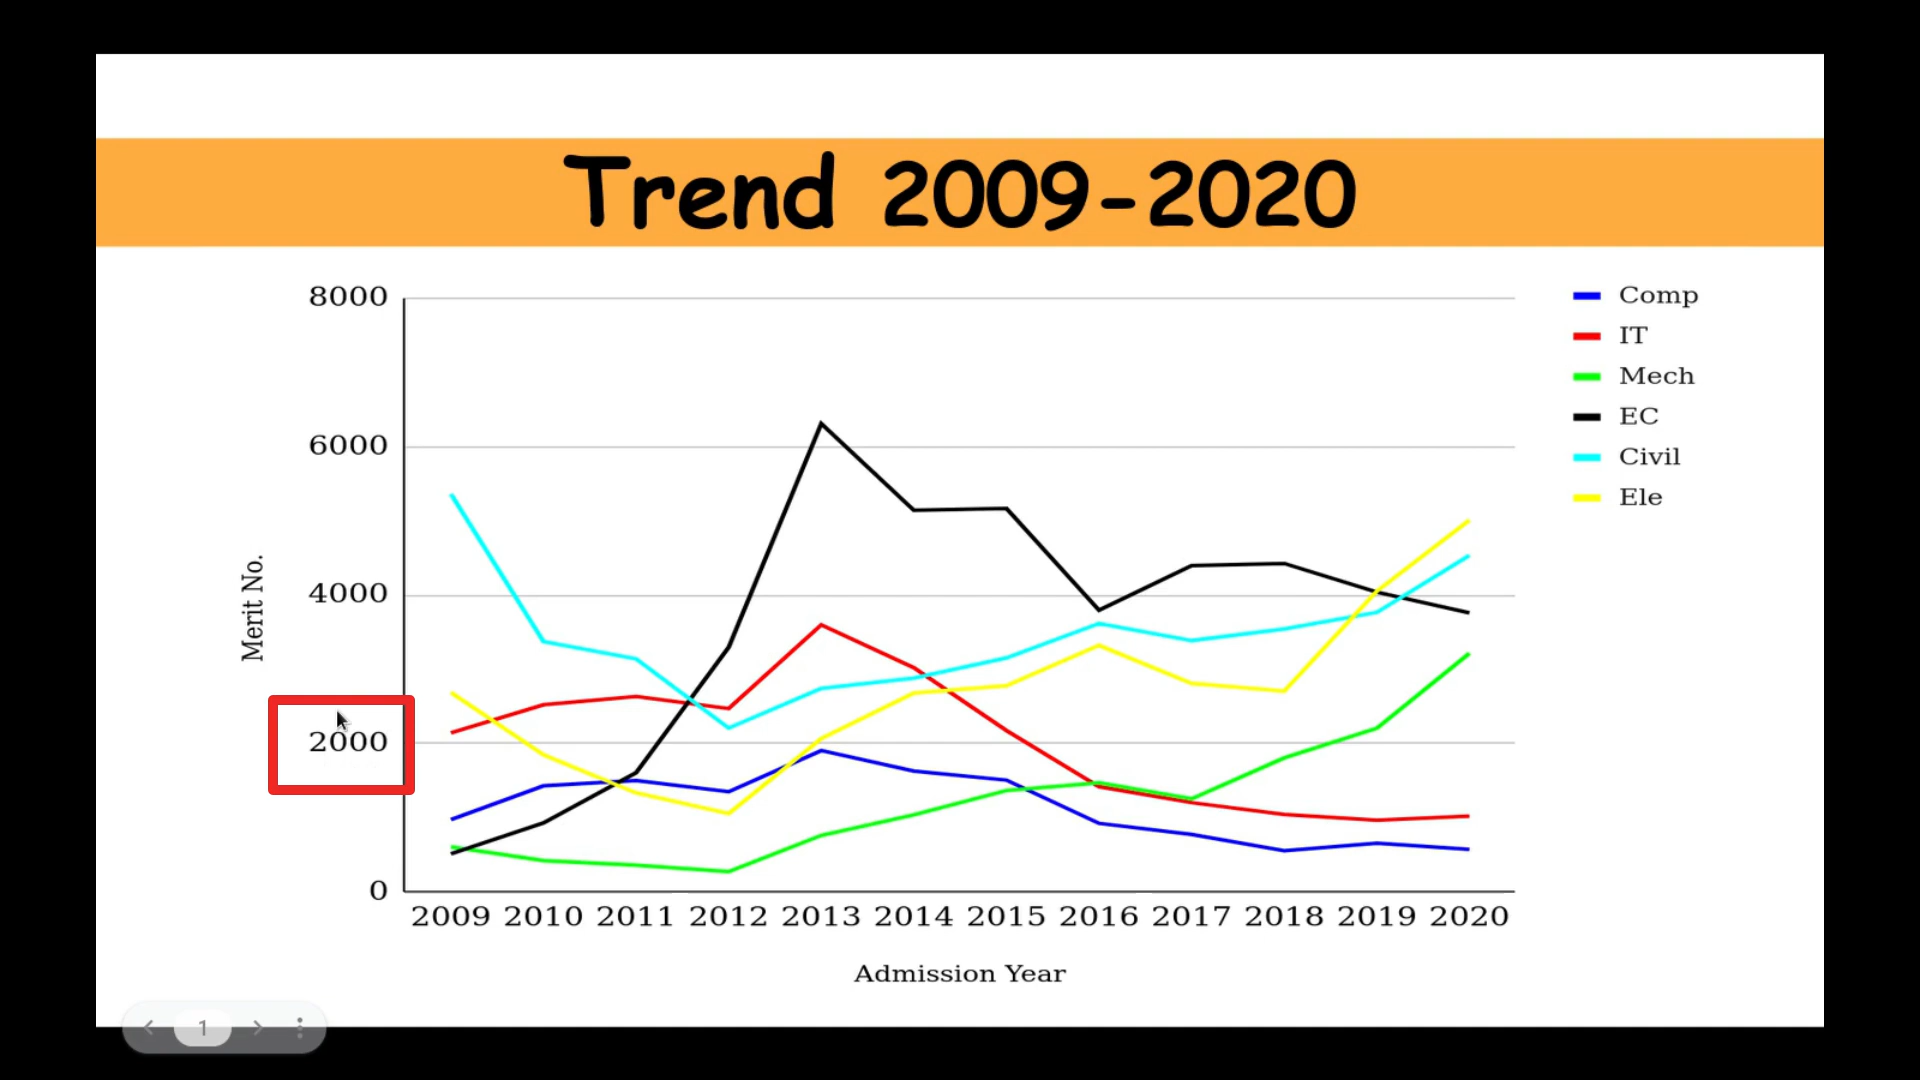 Trend 2009-2020
8000
6000
4000
2000
0
Merit No.
2009 2010 2011 2012 2013 2014 2015 2016 2017 2018 2019 2020
Admission Year
Comp
IT
Mech
EC
Civil
Ele
1